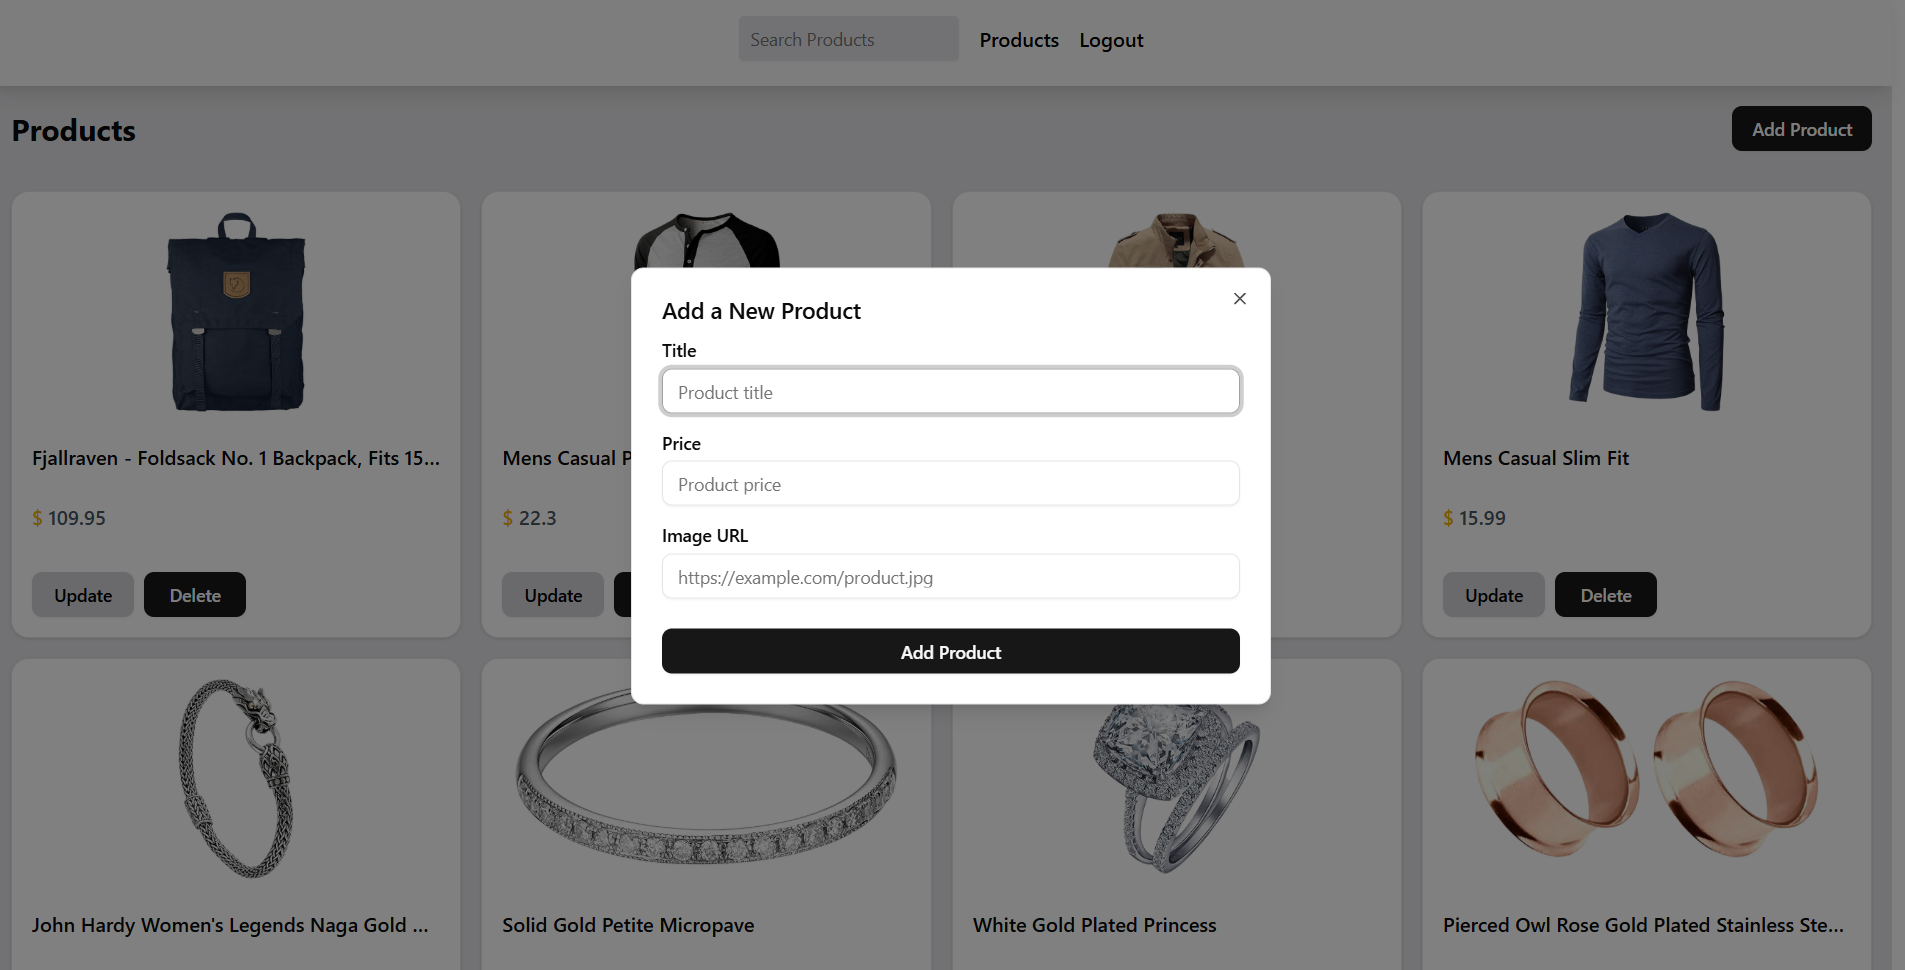 Search Products
Products
Logout
Products
Add Product
Fjallraven - Foldsack No. 1 Backpack, Fits 15...
$ 109.95
Update
Delete
Mens Casual P
$ 22.3
Update
Mens Casual Slim Fit
$ 15.99
Update
Delete
Add a New Product
Title
Product title
Price
Product price
Image URL
https://example.com/product.jpg
Add Product
John Hardy Women's Legends Naga Gold ...
Solid Gold Petite Micropave
White Gold Plated Princess
Pierced Owl Rose Gold Plated Stainless Ste...